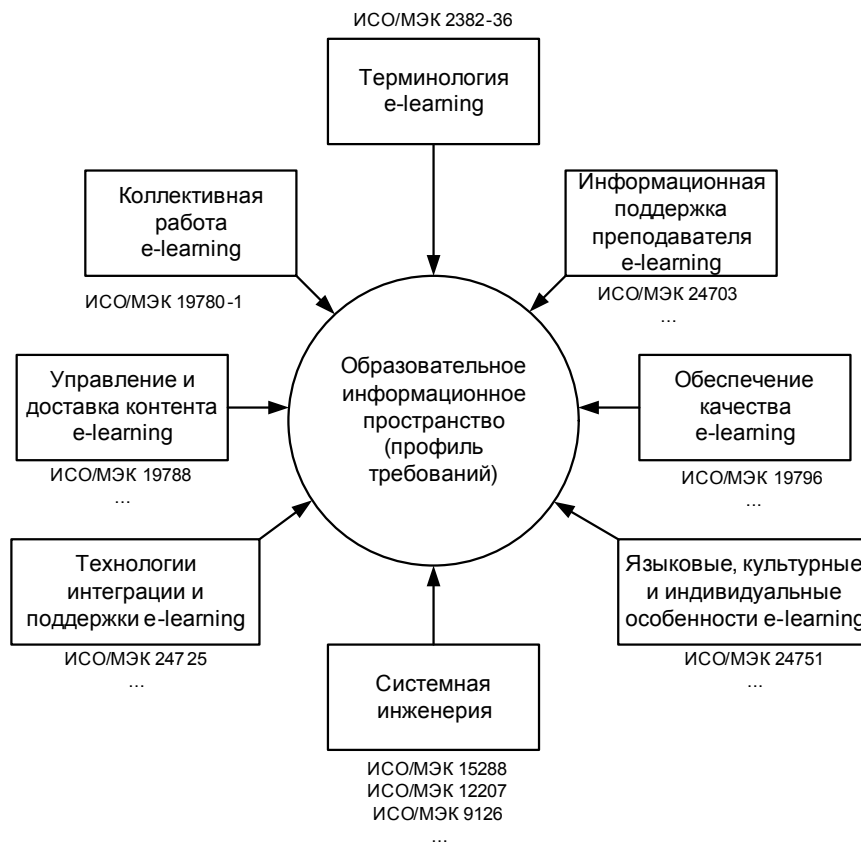 ИСО/МЭК 2382-36
Терминология
e-learning
Коллективная
работа
e-learning
ИСО/МЭК 19780-1
Информационная
поддержка
преподавателя
e-learning
ИСО/МЭК 24703
...
Управление и
доставка контента
e-learning
ИСО/МЭК 19788
...
Образовательное
информационное
пространство
(профиль
требований)
Обеспечение
качества
e-learning
ИСО/МЭК 19796
...
Технологии
интеграции и
поддержки e-learning
ИСО/МЭК 24725
...
Языковые, культурные
и индивидуальные
особенности e-learning
ИСО/МЭК 24751
...
Системная
инженерия
ИСО/МЭК 15288
ИСО/МЭК 12207
ИСО/МЭК 9126
...